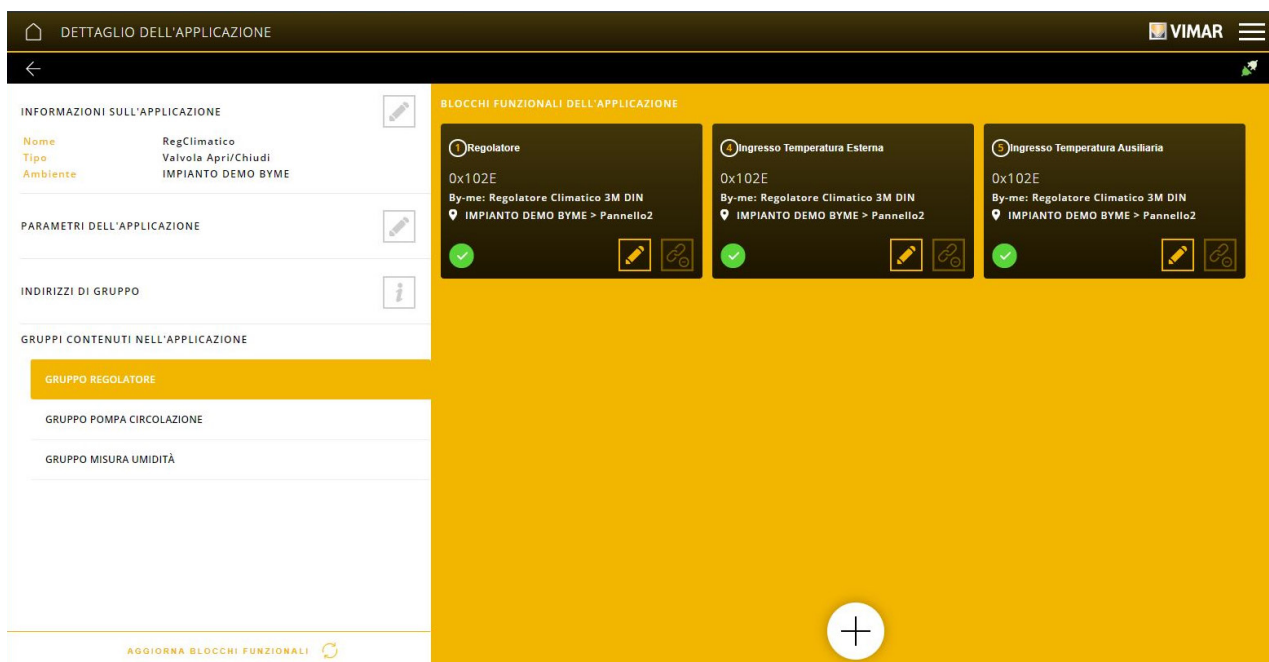 DETTAGLIO DELL'APPLICAZIONE
VIMAR
INFORMAZIONI SULL'APPLICAZIONE
Nome RegClimatico
Tipo Valvola Apri/Chiudi
Ambiente IMPIANTO DEMO BYME
PARAMETRI DELL'APPLICAZIONE
INDIRIZZI DI GRUPPO
i
GRUPPI CONTENUTI NELL'APPLICAZIONE
GRUPPO REGOLATORE
GRUPPO POMPA CIRCOLAZIONE
GRUPPO MISURA UMIDITÀ
AGGIORNA BLOCCHI FUNZIONALI
BLOCCHI FUNZIONALI DELL'APPLICAZIONE
1 Regolatore
0x102E
By-me: Regolatore Climatico 3M DIN
IMPIANTO DEMO BYME > Pannello2
4 Ingresso Temperatura Esterna
0x102E
By-me: Regolatore Climatico 3M DIN
IMPIANTO DEMO BYME > Pannello2
5 Ingresso Temperatura Ausiliaria
0x102E
By-me: Regolatore Climatico 3M DIN
IMPIANTO DEMO BYME > Pannello2